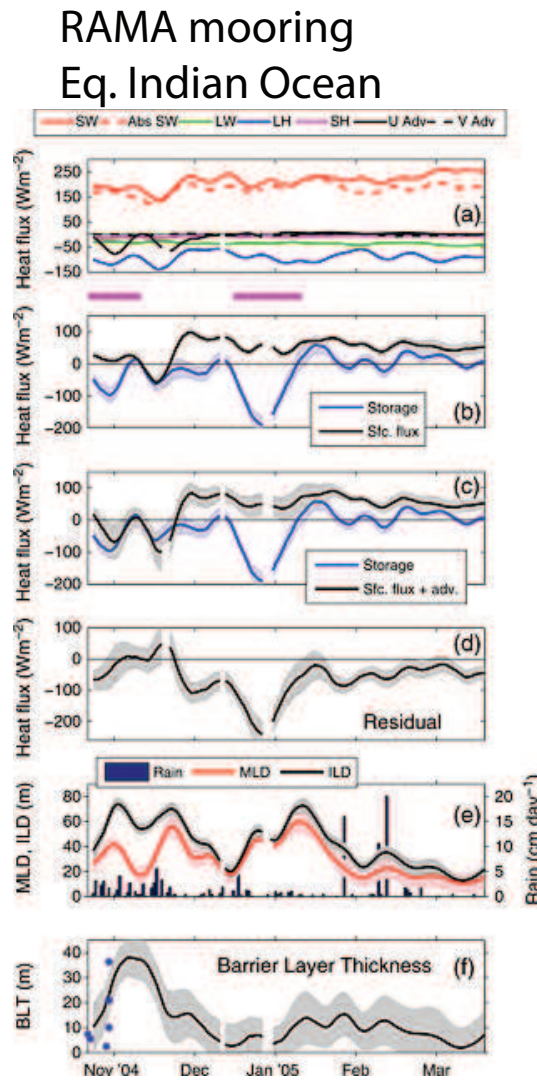 RAMA mooring
Eq. Indian Ocean
SW Abs SW LW LH SH U Adv V Adv
Heat flux (Wm⁻²)
250
150
50
−50
−150
(a)
Heat flux (Wm⁻²)
100
0
−100
−200
Storage
Sfc. flux
(b)
Heat flux (Wm⁻²)
100
0
−100
−200
(c)
Storage
Sfc. flux + adv.
Heat flux (Wm⁻²)
100
0
−100
−200
(d)
Residual
Rain MLD ILD
MLD, ILD (m)
80
60
40
20
0
(e)
20
15
10
5
0
Rain (cm day⁻¹)
BLT (m)
40
30
20
10
0
Barrier Layer Thickness (f)
Nov '04 Dec Jan '05 Feb Mar